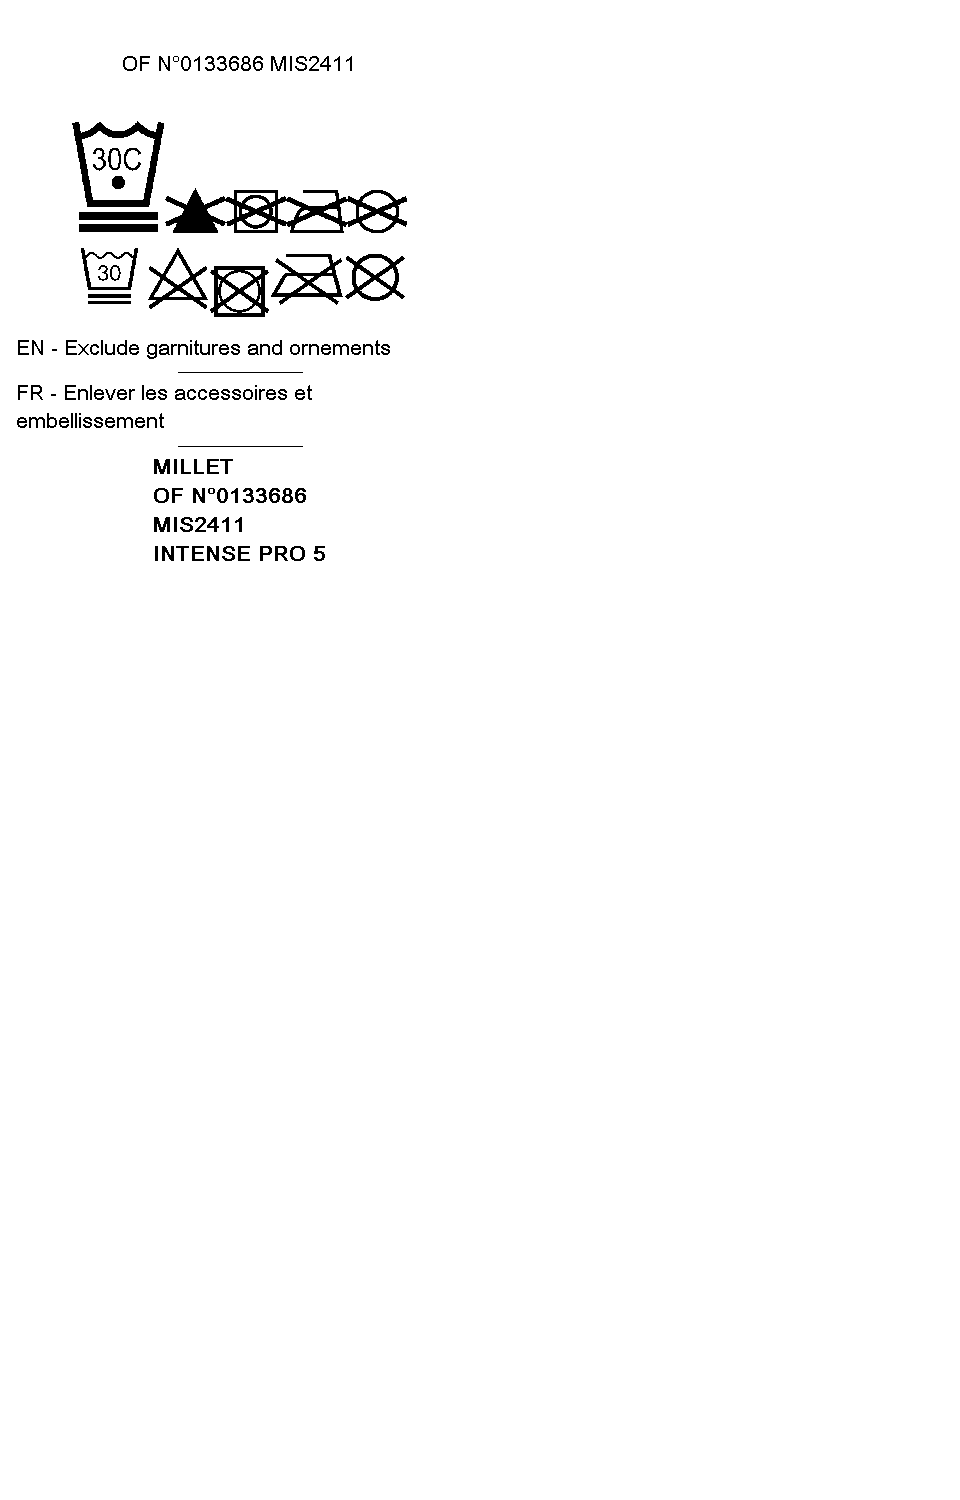 OF N°0133686 MIS2411
30C
30
EN - Exclude garnitures and ornements
FR - Enlever les accessoires et
embellissement
MILLET
OF N°0133686
MIS2411
INTENSE PRO 5